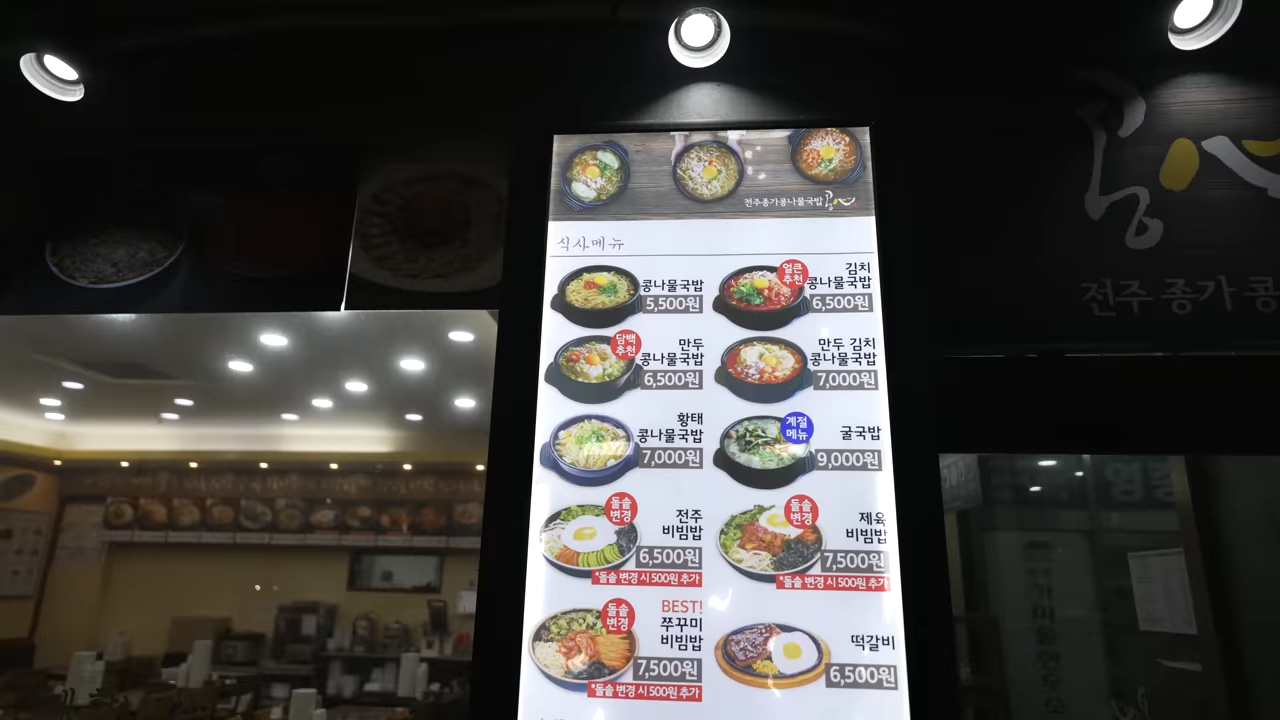 전주종가콩나물국밥 콩心
식사메뉴
콩나물국밥
5,500원
얼큰
추천
김치
콩나물국밥
6,500원
담백
추천
만두
콩나물국밥
6,500원
만두 김치
콩나물국밥
7,000원
황태
콩나물국밥
7,000원
계절
메뉴
굴국밥
9,000원
돌솥
변경
전주
비빔밥
6,500원
*돌솥 변경 시 500원 추가
돌솥
변경
제육
비빔밥
7,500원
*돌솥 변경 시 500원 추가
돌솥
변경
BEST!
쭈꾸미
비빔밥
7,500원
*돌솥 변경 시 500원 추가
떡갈비
6,500원
콩心
전주종가콩